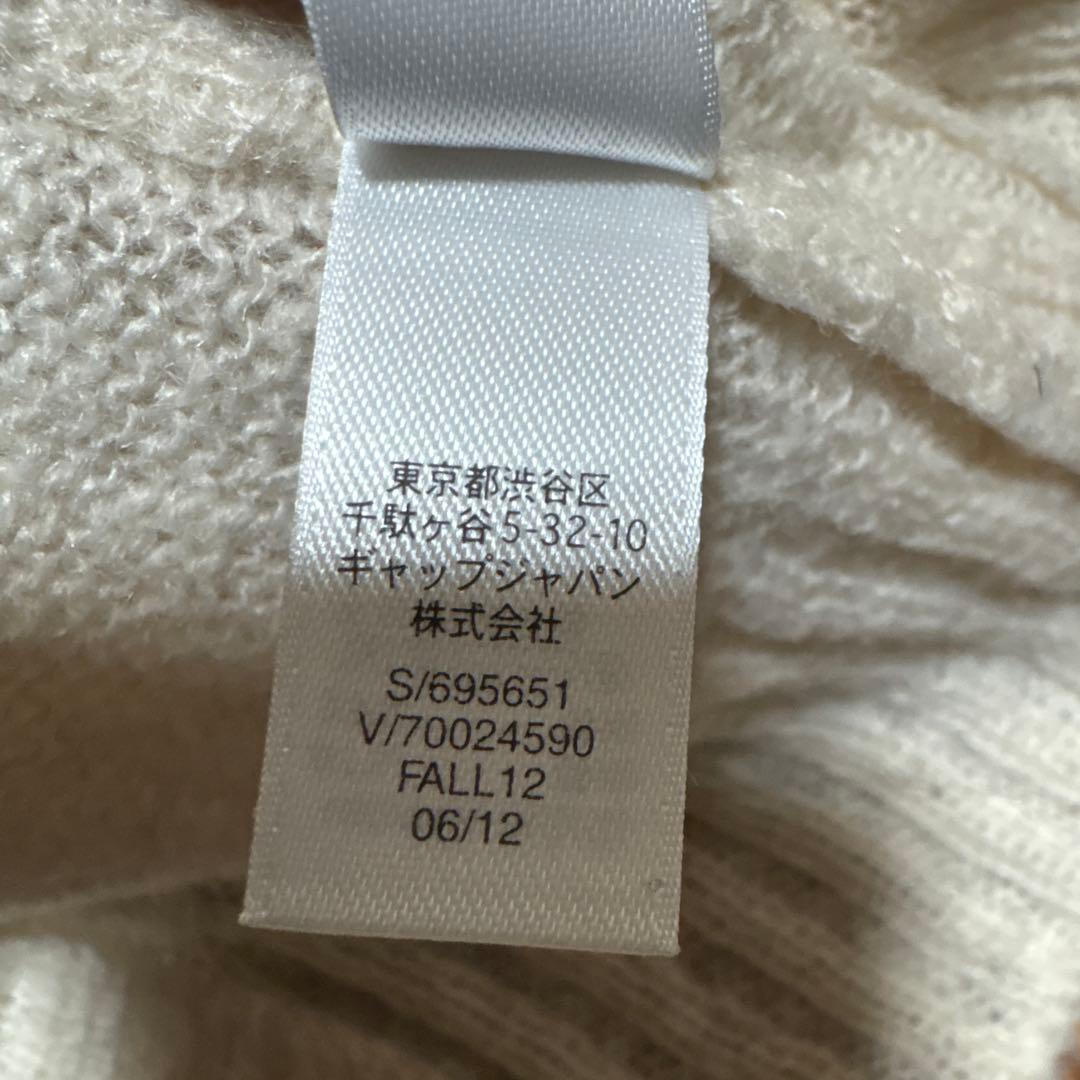 東京都渋谷区
千駄ヶ谷5-32-10
ギャップジャパン
株式会社
S/695651
V/70024590
FALL12
06/12